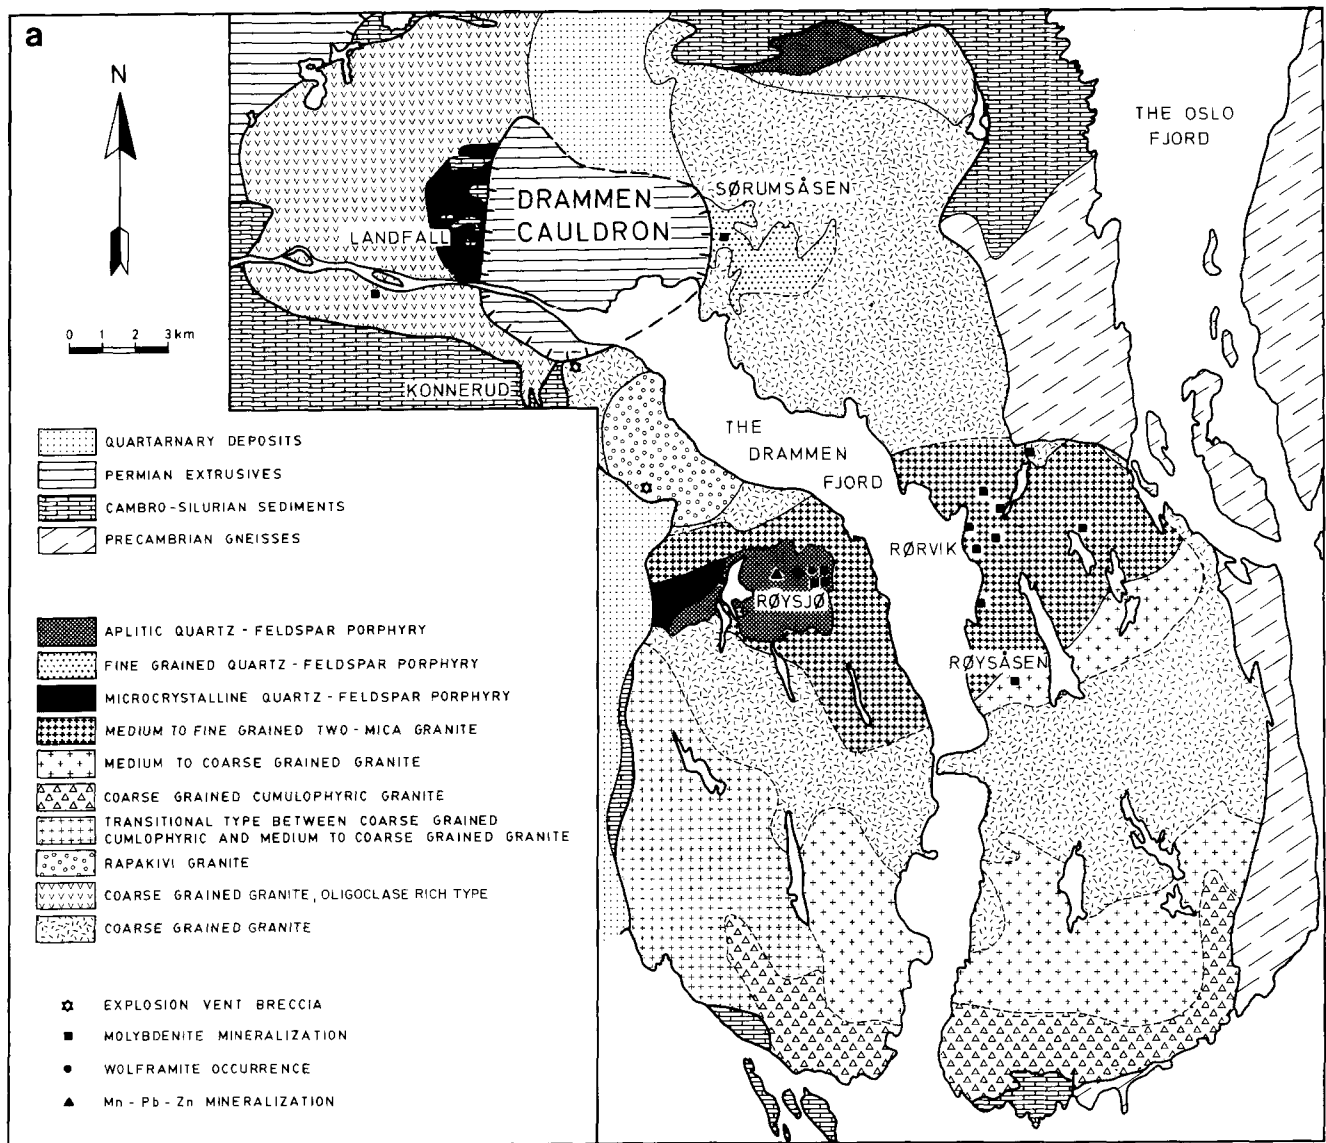 a
N
THE OSLO
FJORD
SØRUMSÅSEN
DRAMMEN
CAULDRON
LANDFALL
0 1 2 3 km
KONNERUD
THE
DRAMMEN
FJORD
RØRVIK
RØYSJØ
RØYSÅSEN
QUARTARNARY DEPOSITS
PERMIAN EXTRUSIVES
CAMBRO-SILURIAN SEDIMENTS
PRECAMBRIAN GNEISSES
APLITIC QUARTZ-FELDSPAR PORPHYRY
FINE GRAINED QUARTZ-FELDSPAR PORPHYRY
MICROCRYSTALLINE QUARTZ-FELDSPAR PORPHYRY
MEDIUM TO FINE GRAINED TWO-MICA GRANITE
MEDIUM TO COARSE GRAINED GRANITE
COARSE GRAINED CUMULOPHYRIC GRANITE
TRANSITIONAL TYPE BETWEEN COARSE GRAINED
CUMLOPHYRIC AND MEDIUM TO COARSE GRAINED GRANITE
RAPAKIVI GRANITE
COARSE GRAINED GRANITE, OLIGOCLASE RICH TYPE
COARSE GRAINED GRANITE
EXPLOSION VENT BRECCIA
MOLYBDENITE MINERALIZATION
WOLFRAMITE OCCURRENCE
Mn-Pb-Zn MINERALIZATION